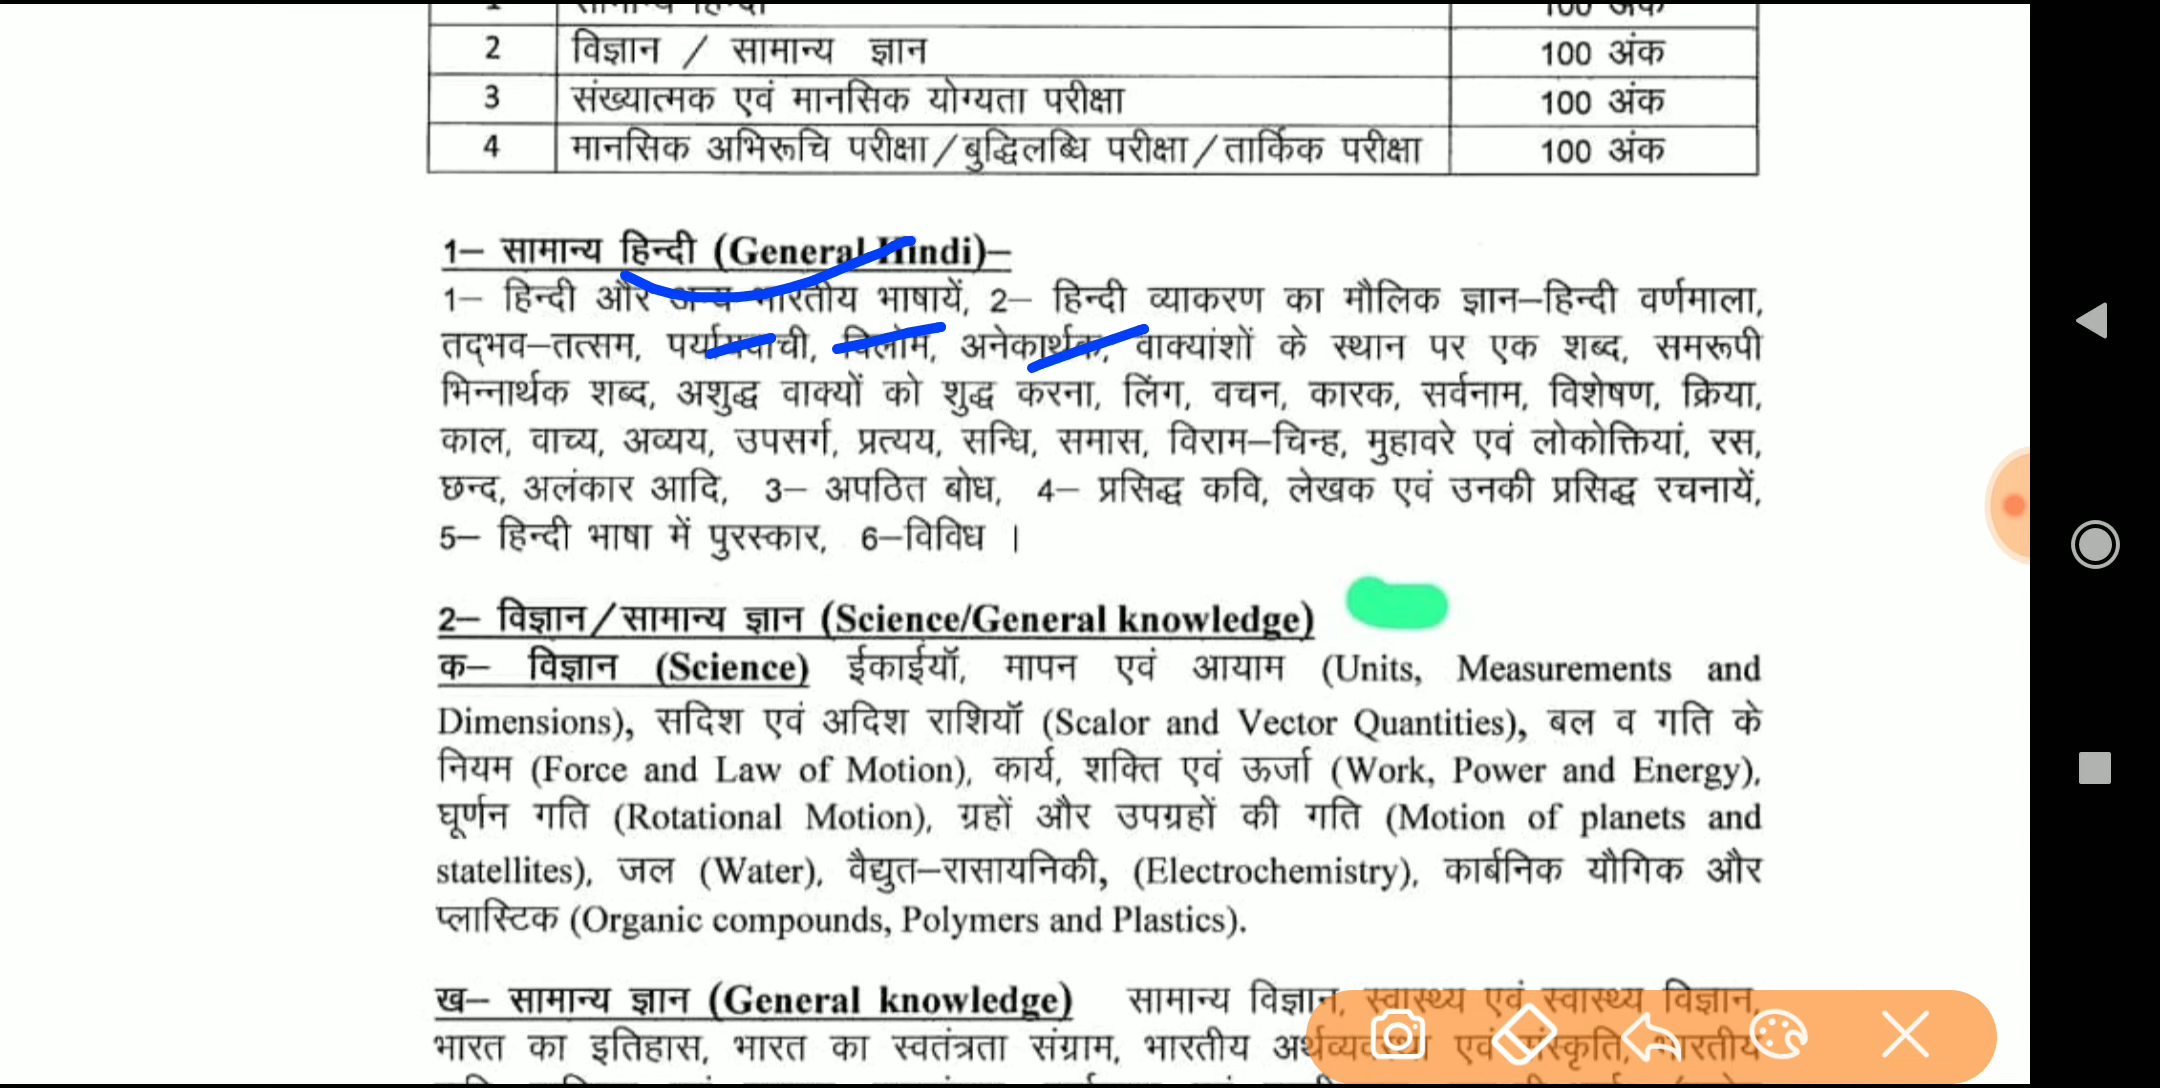 1 सामान्य हिन्दी 100 अंक
2 विज्ञान / सामान्य ज्ञान 100 अंक
3 संख्यात्मक एवं मानसिक योग्यता परीक्षा 100 अंक
4 मानसिक अभिरूचि परीक्षा/बुद्धिलब्धि परीक्षा/तार्किक परीक्षा 100 अंक
1– सामान्य हिन्दी (General Hindi)–
1– हिन्दी और अन्य भारतीय भाषायें, 2– हिन्दी व्याकरण का मौलिक ज्ञान–हिन्दी वर्णमाला,
तद्भव–तत्सम, पर्यायवाची, विलोम, अनेकार्थक, वाक्यांशों के स्थान पर एक शब्द, समरूपी
भिन्नार्थक शब्द, अशुद्ध वाक्यों को शुद्ध करना, लिंग, वचन, कारक, सर्वनाम, विशेषण, क्रिया,
काल, वाच्य, अव्यय, उपसर्ग, प्रत्यय, सन्धि, समास, विराम–चिन्ह, मुहावरे एवं लोकोक्तियां, रस,
छन्द, अलंकार आदि, 3– अपठित बोध, 4– प्रसिद्ध कवि, लेखक एवं उनकी प्रसिद्ध रचनायें,
5– हिन्दी भाषा में पुरस्कार, 6–विविध ।
2– विज्ञान/सामान्य ज्ञान (Science/General knowledge)
क– विज्ञान (Science) ईकाईयॉ, मापन एवं आयाम (Units, Measurements and
Dimensions), सदिश एवं अदिश राशियॉ (Scalor and Vector Quantities), बल व गति के
नियम (Force and Law of Motion), कार्य, शक्ति एवं ऊर्जा (Work, Power and Energy),
घूर्णन गति (Rotational Motion), ग्रहों और उपग्रहों की गति (Motion of planets and
statellites), जल (Water), वैद्युत–रासायनिकी, (Electrochemistry), कार्बनिक यौगिक और
प्लास्टिक (Organic compounds, Polymers and Plastics).
ख– सामान्य ज्ञान (General knowledge) सामान्य विज्ञान, स्वास्थ्य एवं स्वास्थ्य विज्ञान,
भारत का इतिहास, भारत का स्वतंत्रता संग्राम, भारतीय अर्थव्यवस्था एवं संस्कृति, भारतीय